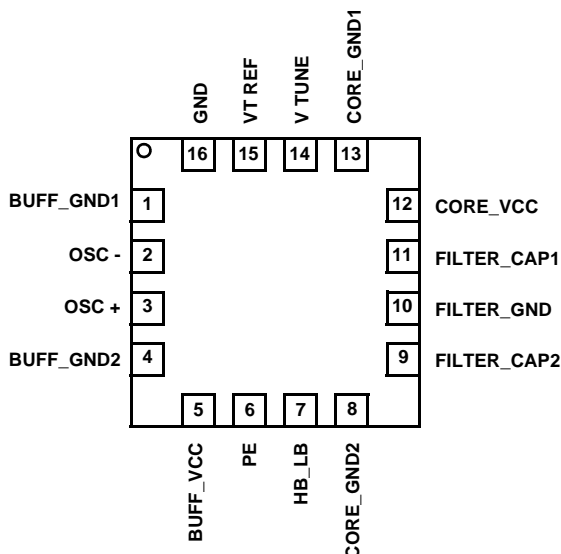 GND
VT REF
V TUNE
CORE_GND1
16 15 14 13
BUFF_GND1 1
12 CORE_VCC
OSC - 2
11 FILTER_CAP1
OSC + 3
10 FILTER_GND
BUFF_GND2 4
9 FILTER_CAP2
5 6 7 8
BUFF_VCC
PE
HB_LB
CORE_GND2